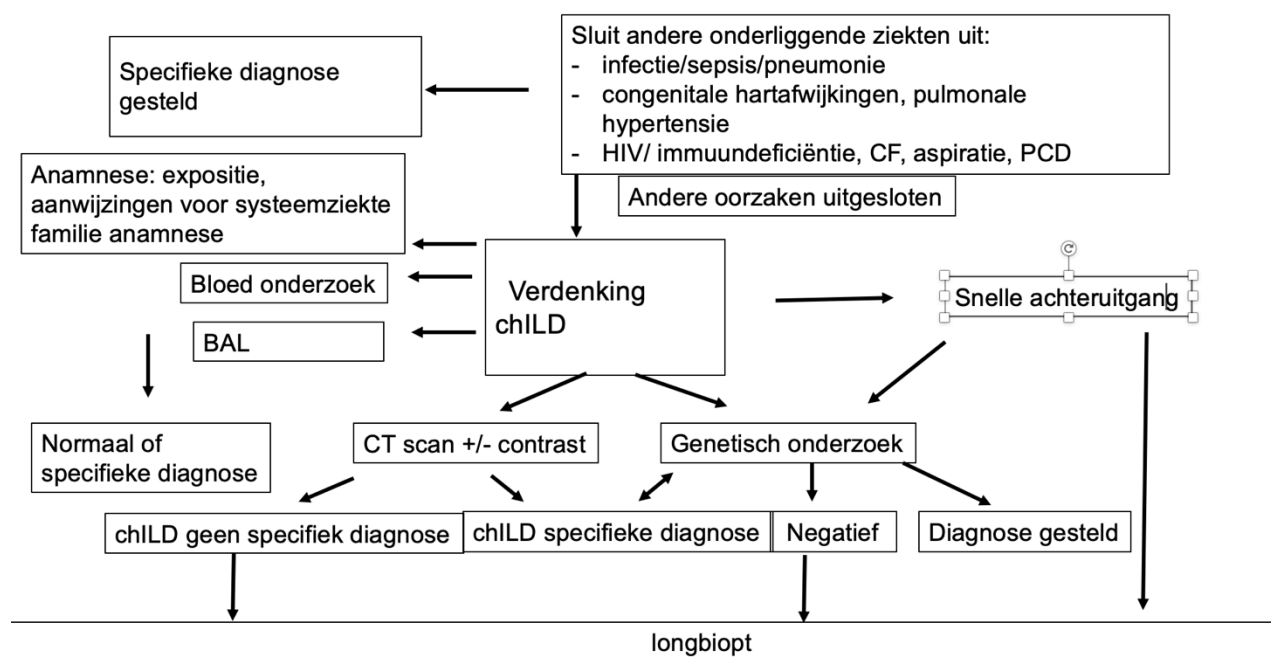 Sluit andere onderliggende ziekten uit:
- infectie/sepsis/pneumonie
- congenitale hartafwijkingen, pulmonale
hypertensie
- HIV/ immuundeficiëntie, CF, aspiratie, PCD
Specifieke diagnose
gesteld
Anamnese: expositie,
aanwijzingen voor systeemziekte
familie anamnese
Andere oorzaken uitgesloten
Bloed onderzoek
Verdenking
chILD
Snelle achteruitgang
BAL
Normaal of
specifieke diagnose
CT scan +/- contrast
Genetisch onderzoek
chILD geen specifiek diagnose
chILD specifieke diagnose
Negatief
Diagnose gesteld
longbiopt